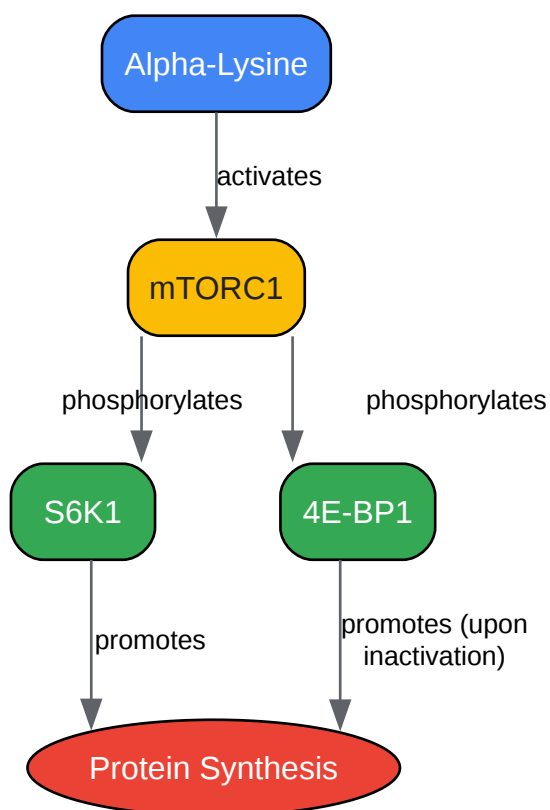 Alpha-Lysine
activates
mTORC1
phosphorylates
phosphorylates
S6K1
4E-BP1
promotes
promotes (upon
inactivation)
Protein Synthesis